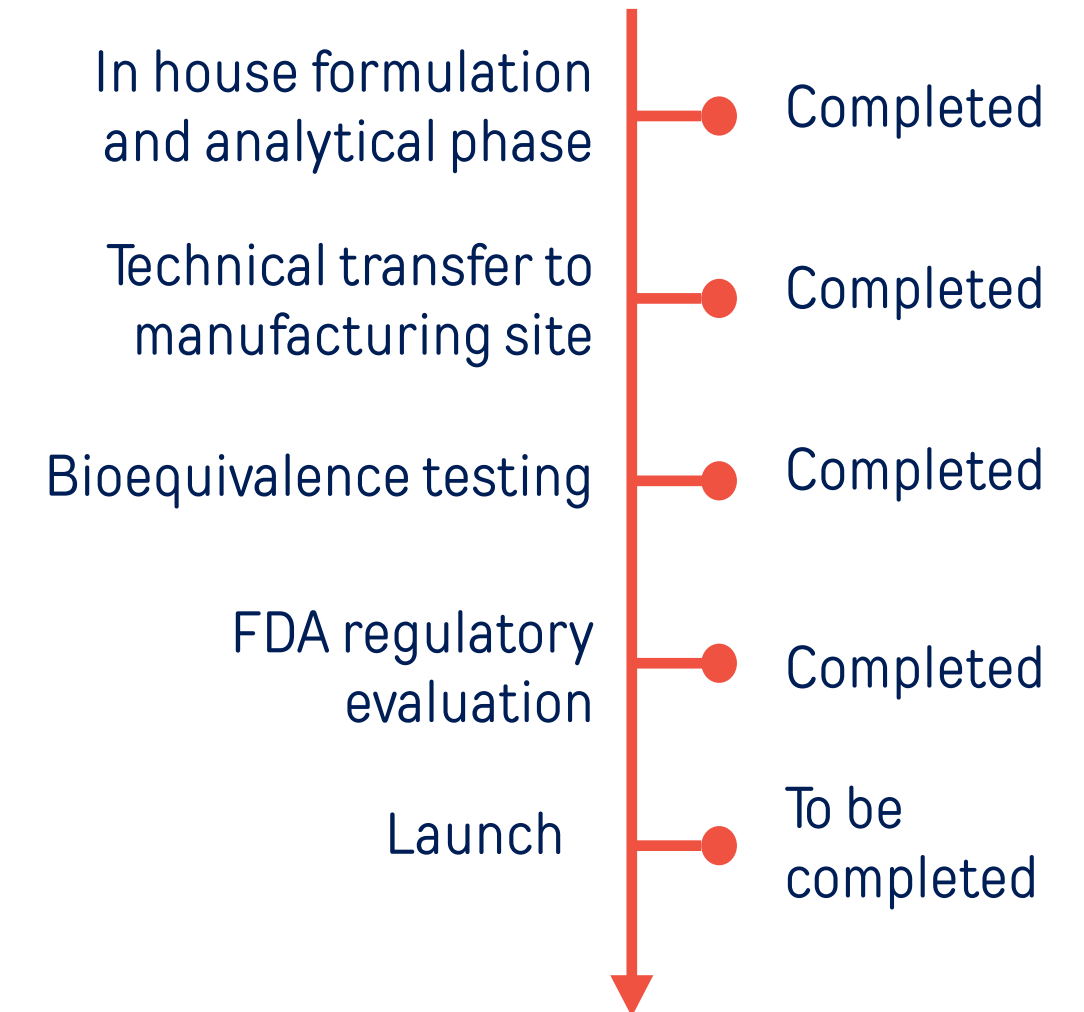 In house formulation
and analytical phase
Completed
Technical transfer to
manufacturing site
Completed
Bioequivalence testing
Completed
FDA regulatory
evaluation
Completed
Launch
To be
completed